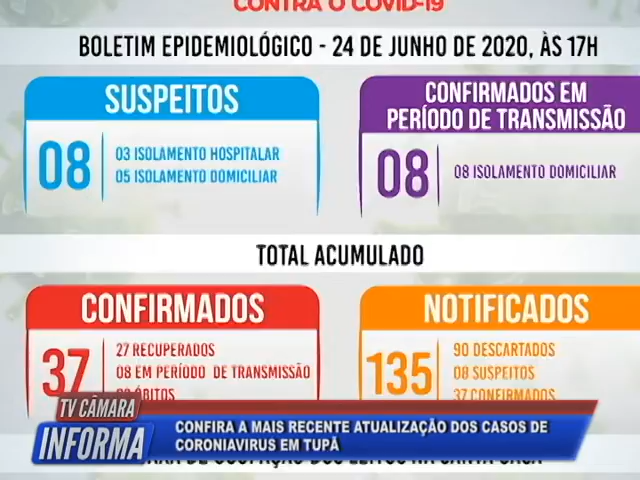 CONTRA O COVID-19
BOLETIM EPIDEMIOLÓGICO - 24 DE JUNHO DE 2020, ÀS 17H
SUSPEITOS
08
03 ISOLAMENTO HOSPITALAR
05 ISOLAMENTO DOMICILIAR
CONFIRMADOS EM
PERÍODO DE TRANSMISSÃO
08
08 ISOLAMENTO DOMICILIAR
TOTAL ACUMULADO
CONFIRMADOS
37
27 RECUPERADOS
08 EM PERÍODO DE TRANSMISSÃO
ÓBITOS
NOTIFICADOS
135
90 DESCARTADOS
08 SUSPEITOS
37 CONFIRMADOS
TV CÂMARA
INFORMA
CONFIRA A MAIS RECENTE ATUALIZAÇÃO DOS CASOS DE
CORONIAVIRUS EM TUPÃ